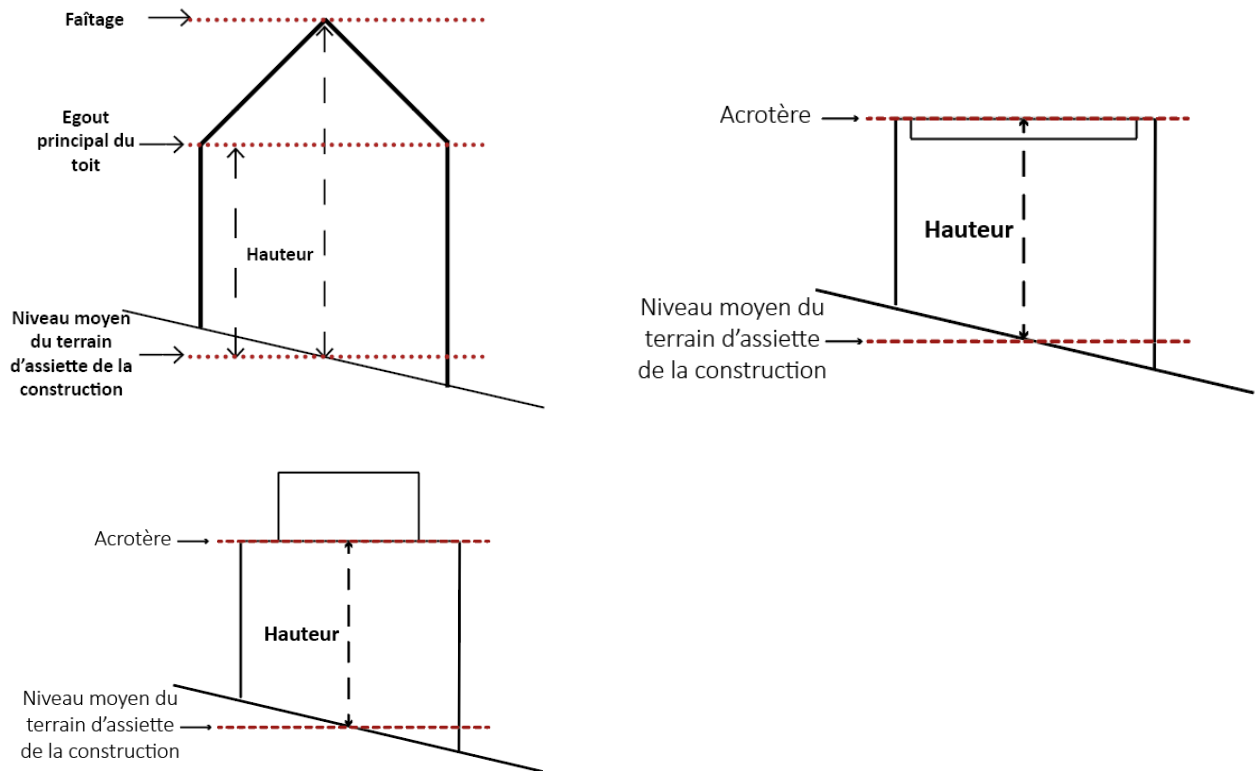 Faîtage
Egout
principal du
toit
Hauteur
Niveau moyen
du terrain
d'assiette de la
construction
Acrotère
Hauteur
Niveau moyen du
terrain d'assiette
de la construction
Acrotère
Hauteur
Niveau moyen du
terrain d'assiette
de la construction